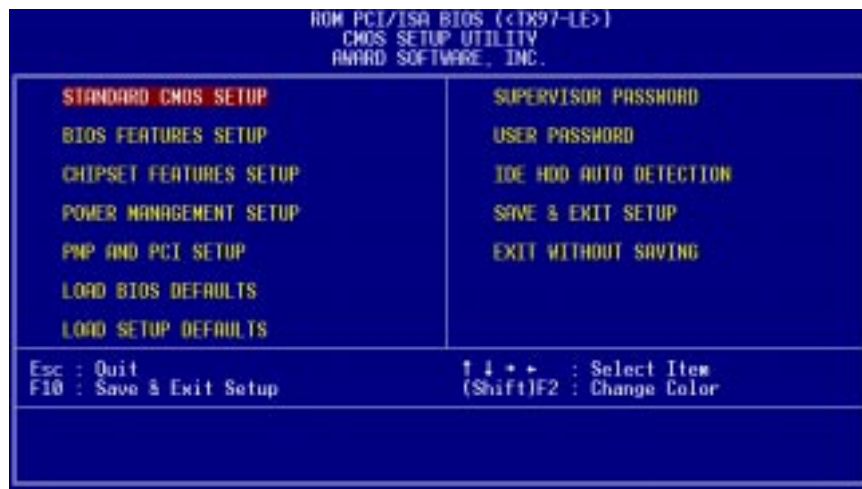 ROM PCI/ISA BIOS (<TX97-LE>)
CMOS SETUP UTILITY
AWARD SOFTWARE, INC.
STANDARD CMOS SETUP
BIOS FEATURES SETUP
CHIPSET FEATURES SETUP
POWER MANAGEMENT SETUP
PNP AND PCI SETUP
LOAD BIOS DEFAULTS
LOAD SETUP DEFAULTS
SUPERVISOR PASSWORD
USER PASSWORD
IDE HDD AUTO DETECTION
SAVE & EXIT SETUP
EXIT WITHOUT SAVING
Esc : Quit
F10 : Save & Exit Setup
↑ ↓ → ← : Select Item
(Shift)F2 : Change Color